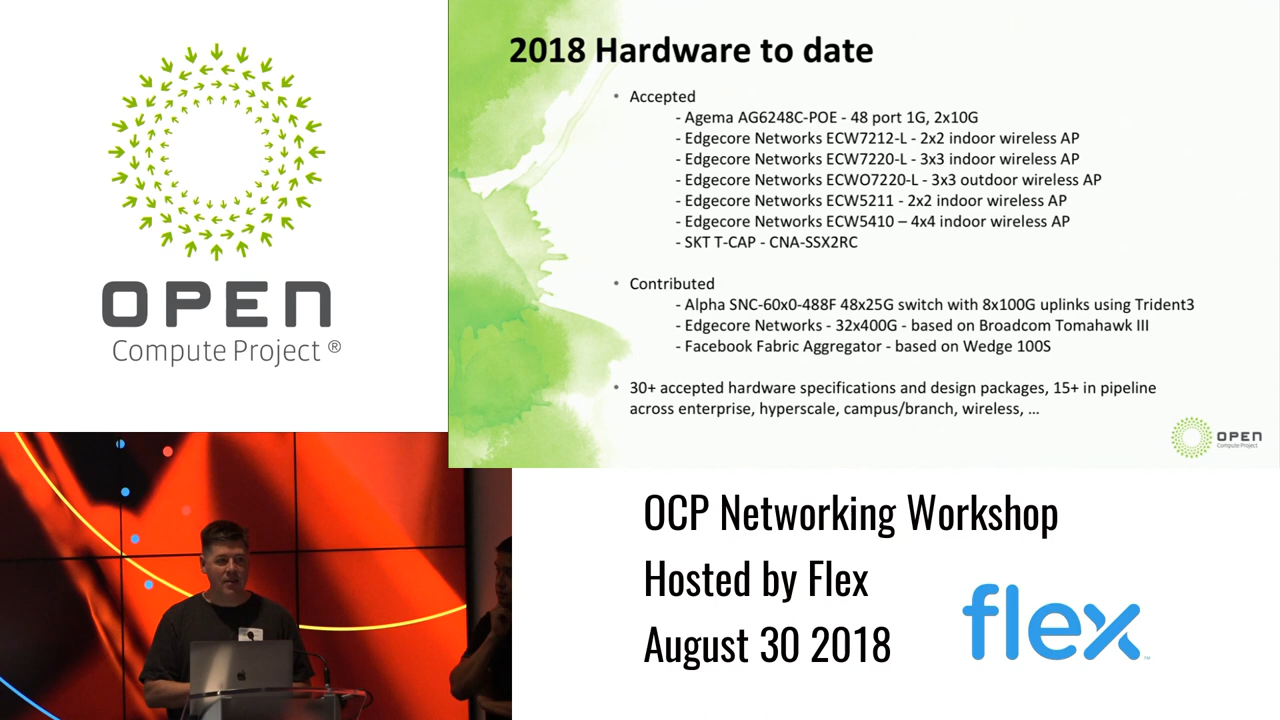 OPEN
Compute Project ®
2018 Hardware to date
• Accepted
- Agema AG6248C-POE - 48 port 1G, 2x10G
- Edgecore Networks ECW7212-L - 2x2 indoor wireless AP
- Edgecore Networks ECW7220-L - 3x3 indoor wireless AP
- Edgecore Networks ECWO7220-L - 3x3 outdoor wireless AP
- Edgecore Networks ECW5211 - 2x2 indoor wireless AP
- Edgecore Networks ECW5410 – 4x4 indoor wireless AP
- SKT T-CAP - CNA-SSX2RC
• Contributed
- Alpha SNC-60x0-488F 48x25G switch with 8x100G uplinks using Trident3
- Edgecore Networks - 32x400G - based on Broadcom Tomahawk III
- Facebook Fabric Aggregator - based on Wedge 100S
• 30+ accepted hardware specifications and design packages, 15+ in pipeline
across enterprise, hyperscale, campus/branch, wireless, ...
OPEN
Compute Project
OCP Networking Workshop
Hosted by Flex
August 30 2018
flex